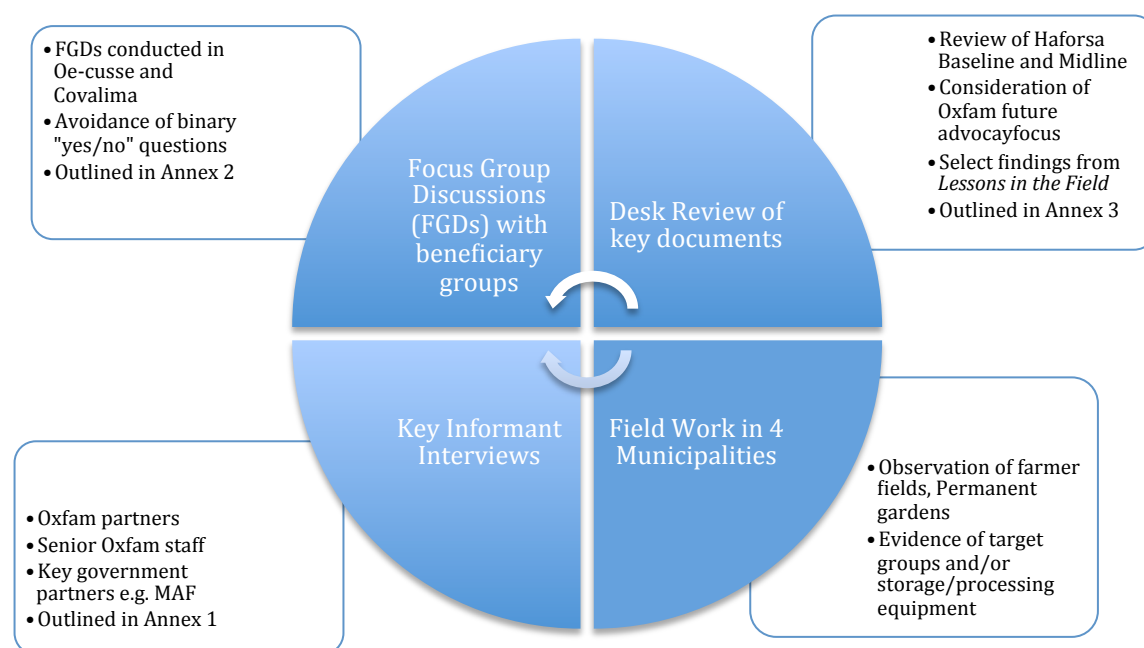 • FGDs conducted in
Oe-cusse and
Covalima
• Avoidance of binary
"yes/no" questions
• Outlined in Annex 2
Focus Group
Discussions
(FGDs) with
beneficiary
groups
Desk Review of
key documents
• Review of Haforsa
Baseline and Midline
• Consideration of
Oxfam future
advocayfocus
• Select findings from
Lessons in the Field
• Outlined in Annex 3
• Oxfam partners
• Senior Oxfam staff
• Key government
partners e.g. MAF
• Outlined in Annex 1
Key Informant
Interviews
Field Work in 4
Municipalities
• Observation of farmer
fields, Permanent
gardens
• Evidence of target
groups and/or
storage/processing
equipment